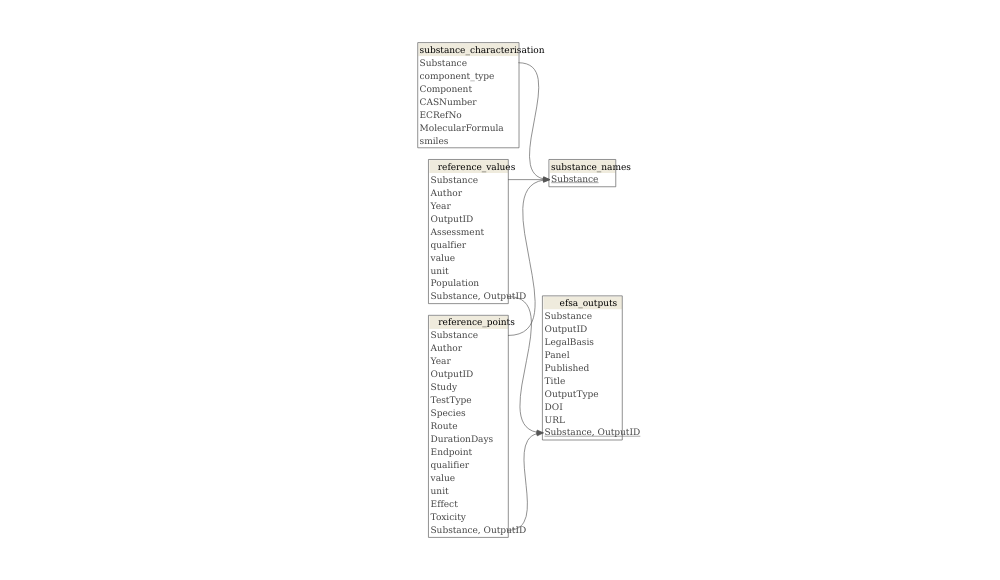 substance_characterisation
Substance
component_type
Component
CASNumber
ECRefNo
MolecularFormula
smiles
reference_values
Substance
Author
Year
OutputID
Assessment
qualfier
value
unit
Population
Substance, OutputID
reference_points
Substance
Author
Year
OutputID
Study
TestType
Species
Route
DurationDays
Endpoint
qualifier
value
unit
Effect
Toxicity
Substance, OutputID
substance_names
Substance
efsa_outputs
Substance
OutputID
LegalBasis
Panel
Published
Title
OutputType
DOI
URL
Substance, OutputID